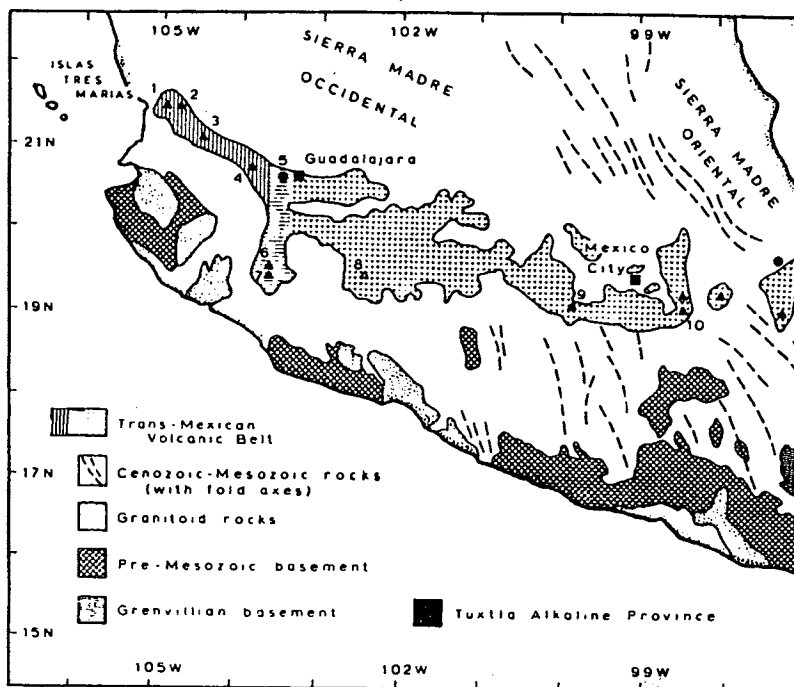 105W 102W 99W
ISLAS
TRES
MARIAS
SIERRA MADRE
OCCIDENTAL
SIERRA MADRE
ORIENTAL
1
2
3
21N
4
5
Guadalajara
6
7
8
Mexico
City
9
10
19N
Trans-Mexican
Volcanic Belt
17N
Cenozoic-Mesozoic rocks
(with fold axes)
Granitoid rocks
Pre-Mesozoic basement
Grenvillian basement
Tuxtla Alkaline Province
15N
105W 102W 99W